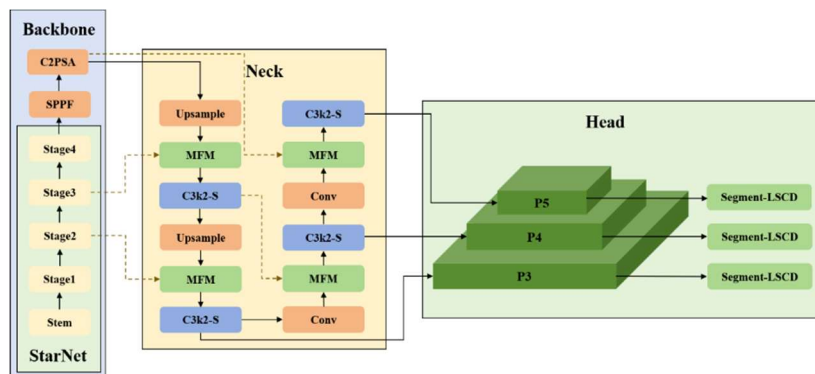 Backbone
C2PSA
SPPF
Stage4
Stage3
Stage2
Stage1
Stem
StarNet
Neck
Upsample
MFM
C3k2-S
Upsample
MFM
C3k2-S
C3k2-S
MFM
Conv
C3k2-S
MFM
Conv
Head
P5
P4
P3
Segment-LSCD
Segment-LSCD
Segment-LSCD